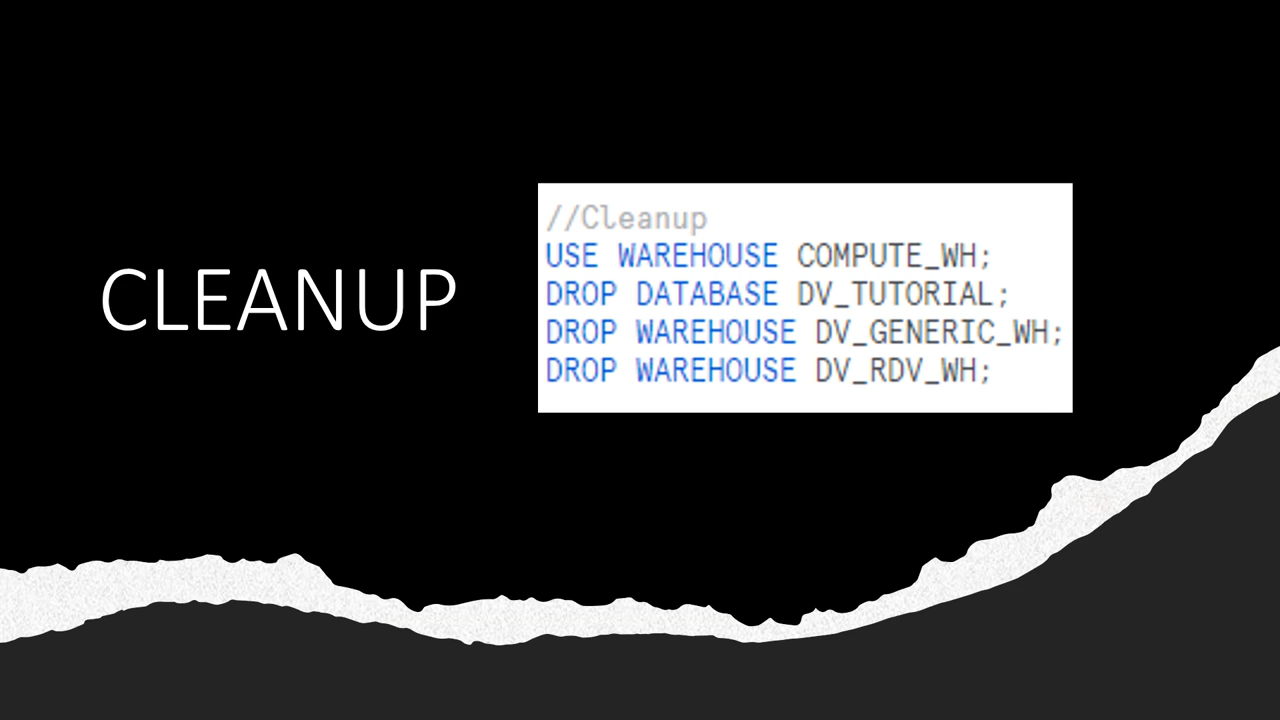 CLEANUP
//Cleanup
USE WAREHOUSE COMPUTE_WH;
DROP DATABASE DV_TUTORIAL;
DROP WAREHOUSE DV_GENERIC_WH;
DROP WAREHOUSE DV_RDV_WH;